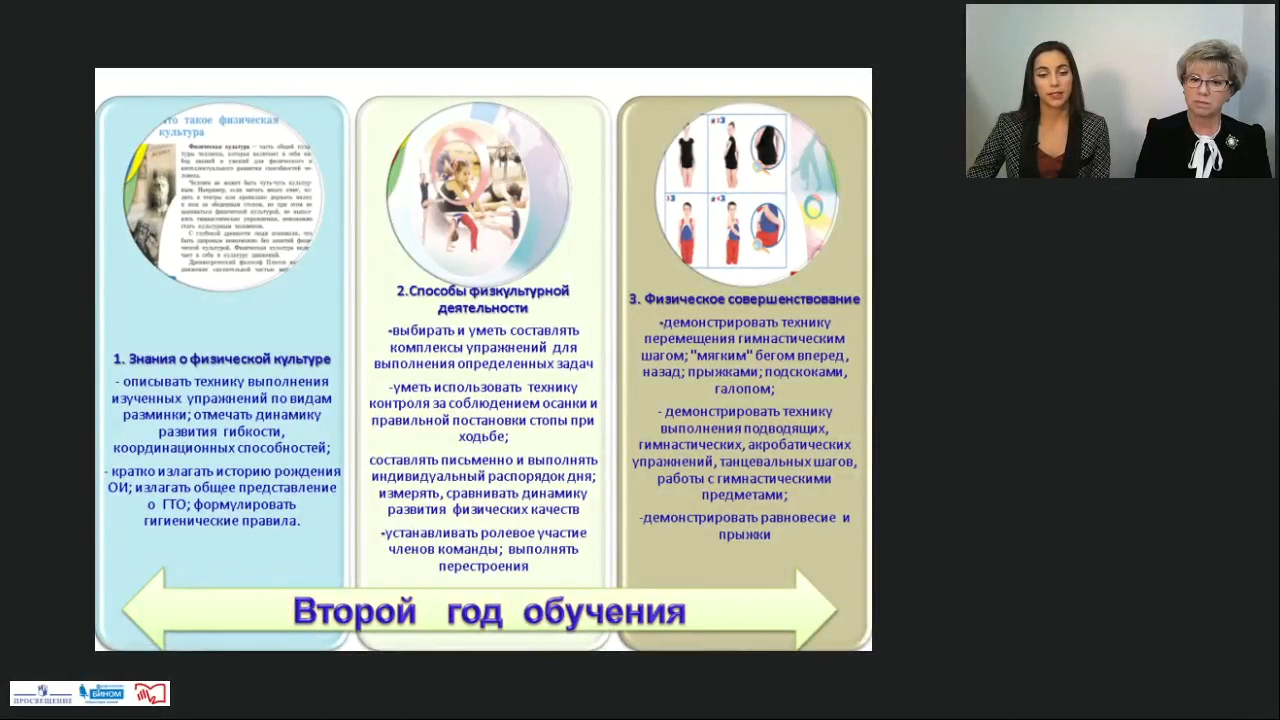 что такое физическая
культура
1. Знания о физической культуре
- описывать технику выполнения
изученных упражнений по видам
разминки; отмечать динамику
развития гибкости,
координационных способностей;
- кратко излагать историю рождения
ОИ; излагать общее представление
о ГТО; формулировать
гигиенические правила.
2.Способы физкультурной
деятельности
-выбирать и уметь составлять
комплексы упражнений для
выполнения определенных задач
-уметь использовать технику
контроля за соблюдением осанки и
правильной постановки стопы при
ходьбе;
составлять письменно и выполнять
индивидуальный распорядок дня;
измерять, сравнивать динамику
развития физических качеств
-устанавливать ролевое участие
членов команды; выполнять
перестроения
3. Физическое совершенствование
-демонстрировать технику
перемещения гимнастическим
шагом; "мягким" бегом вперед,
назад; прыжками; подскоками,
галопом;
- демонстрировать технику
выполнения подводящих,
гимнастических, акробатических
упражнений, танцевальных шагов,
работы с гимнастическими
предметами;
-демонстрировать равновесие и
прыжки
Второй год обучения
ПРОСВЕЩЕНИЕ
БИНОМ